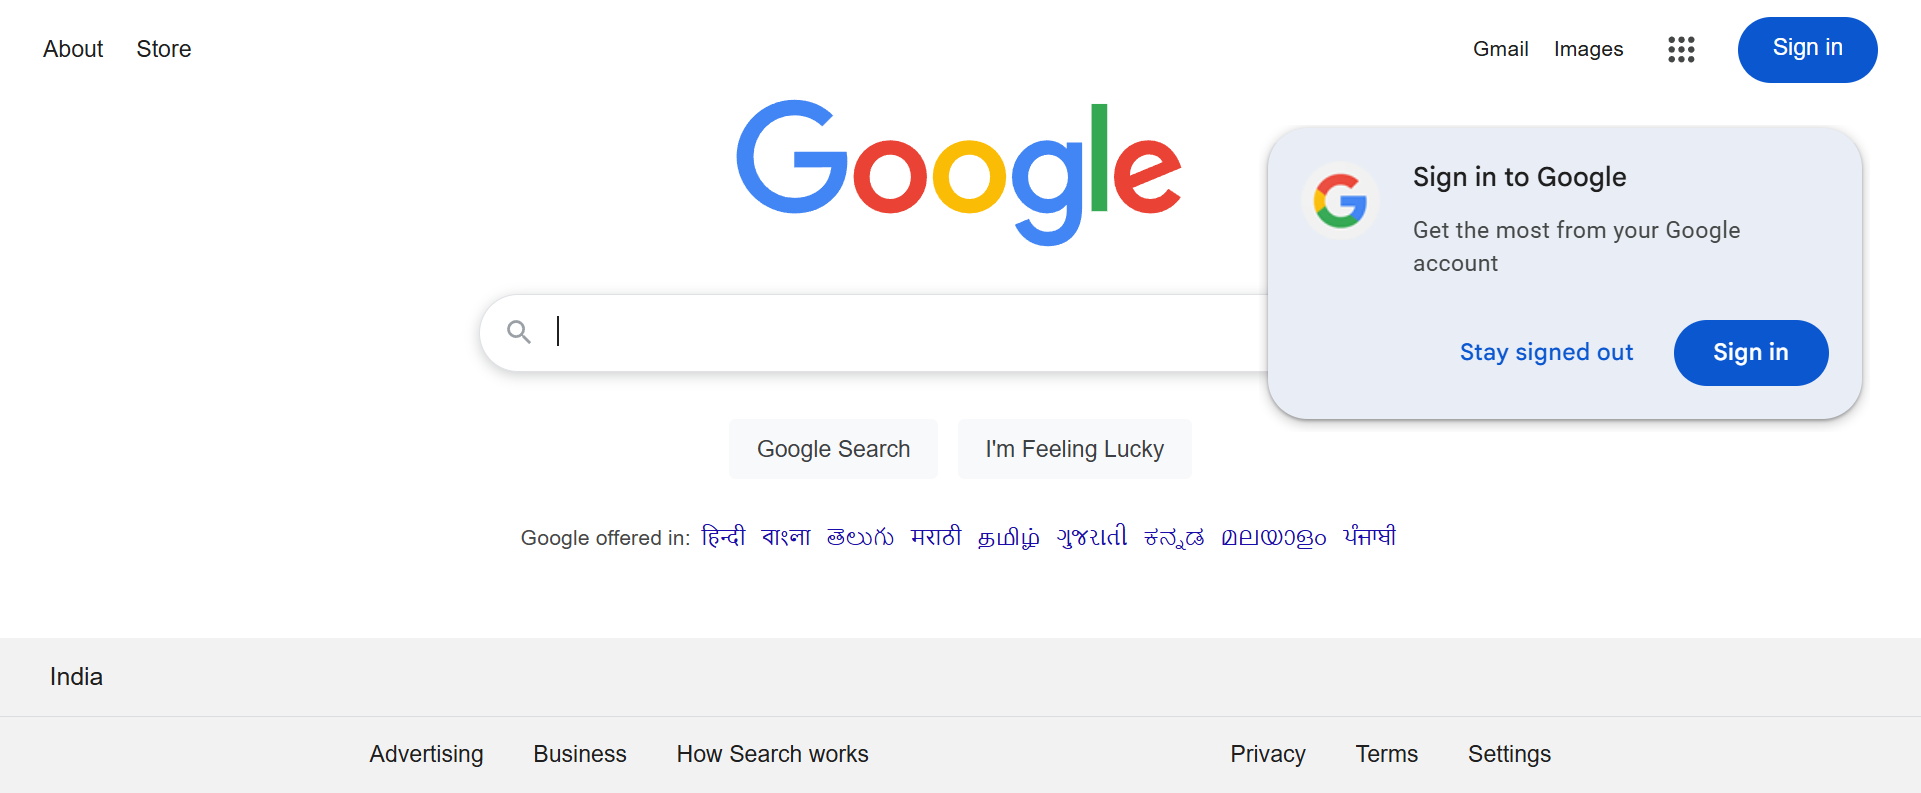 About Store Gmail Images Sign in
Google
Sign in to Google
Get the most from your Google
account
Stay signed out Sign in
Google Search I'm Feeling Lucky
Google offered in: हिन्दी বাংলা తెలుగు मराठी தமிழ் ગુજરાતી ಕನ್ನಡ മലയാളം ਪੰਜਾਬੀ
India
Advertising Business How Search works Privacy Terms Settings